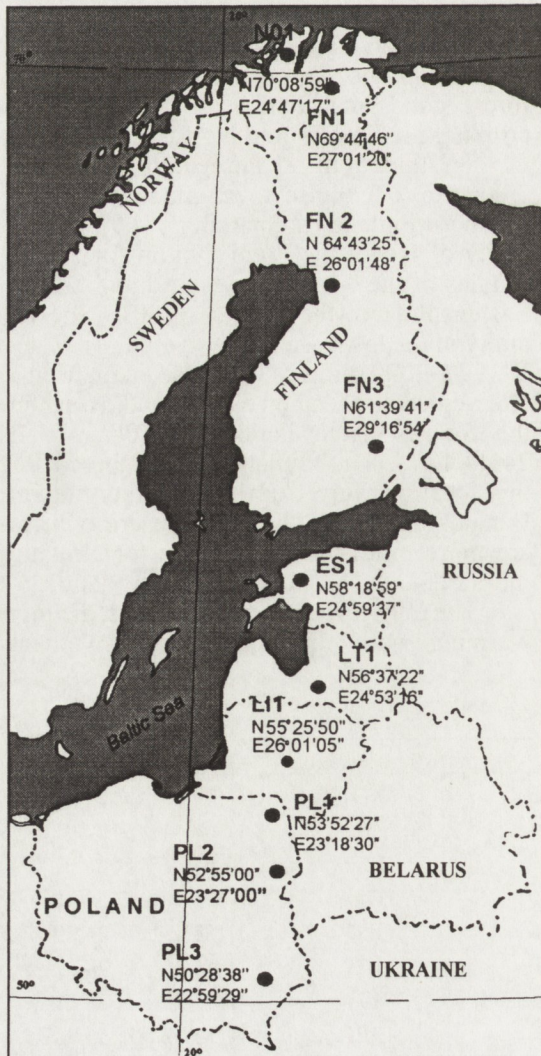 20°
N01
70°
N70°08'59"
E24°47'17"
FN1
N69°44'46"
E27°01'20"
NORWAY
FN 2
N 64°43'25"
E 26°01'48"
SWEDEN
FINLAND
FN3
N61°39'41"
E29°16'54"
ES1
N58°18'59"
E24°59'37"
RUSSIA
LT1
N56°37'22"
E24°53'16"
LI1
N55°25'50"
E26°01'05"
Baltic Sea
PL1
N53°52'27"
E23°18'30"
PL2
N52°55'00"
E23°27'00"
BELARUS
POLAND
PL3
N50°28'38"
E22°59'29"
UKRAINE
50°
20°